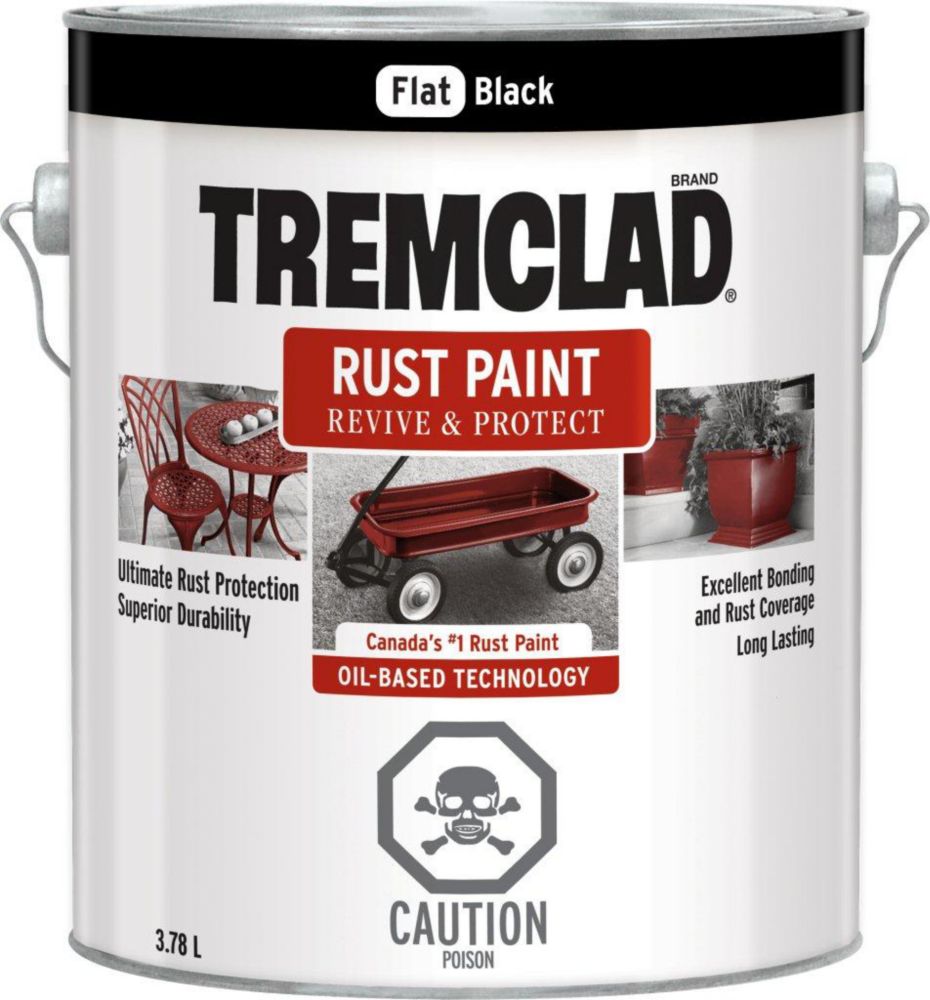 Flat Black
BRAND
TREMCLAD®
RUST PAINT
REVIVE & PROTECT
Ultimate Rust Protection
Superior Durability
Excellent Bonding
and Rust Coverage
Long Lasting
Canada's #1 Rust Paint
OIL-BASED TECHNOLOGY
CAUTION
POISON
3.78 L